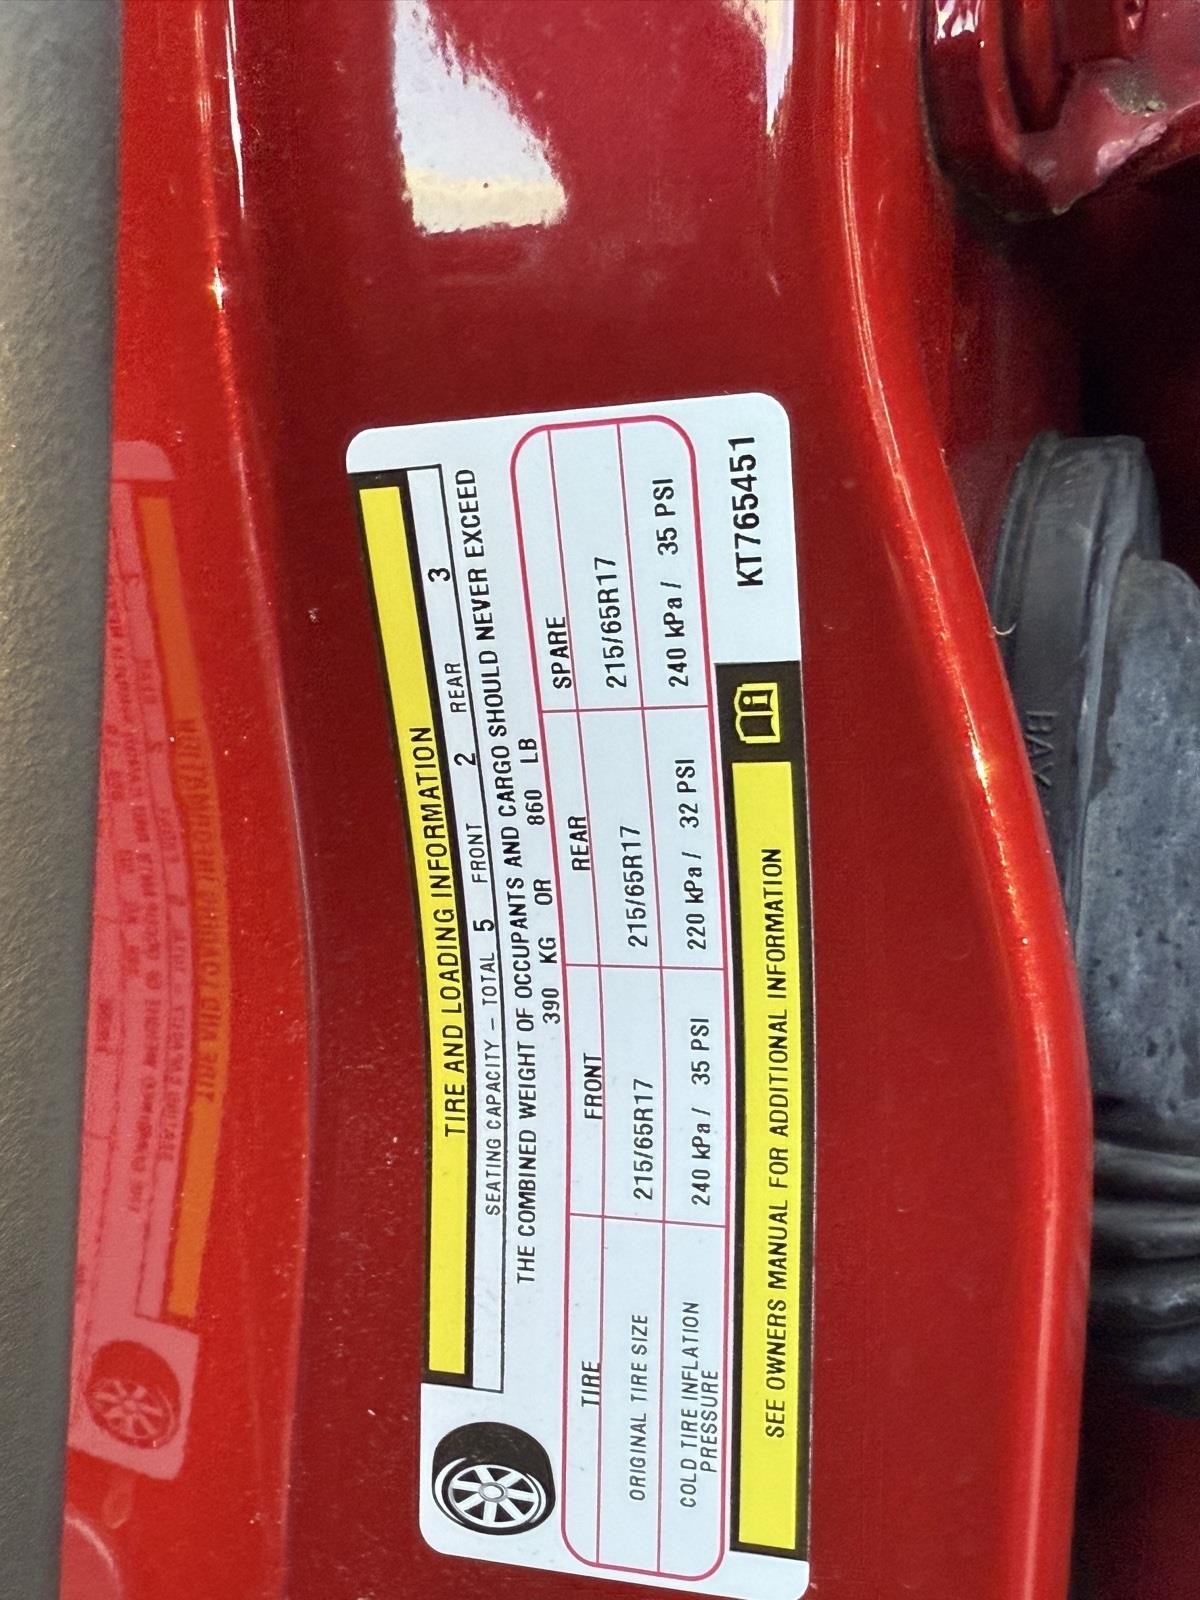 TIRE AND LOADING INFORMATION
SEATING CAPACITY – TOTAL 5 FRONT 2 REAR 3
THE COMBINED WEIGHT OF OCCUPANTS AND CARGO SHOULD NEVER EXCEED
390 KG OR 860 LB
TIRE FRONT REAR SPARE
ORIGINAL TIRE SIZE 215/65R17 215/65R17 215/65R17
COLD TIRE INFLATION PRESSURE 240 kPa / 35 PSI 220 kPa / 32 PSI 240 kPa / 35 PSI
SEE OWNERS MANUAL FOR ADDITIONAL INFORMATION
KT765451